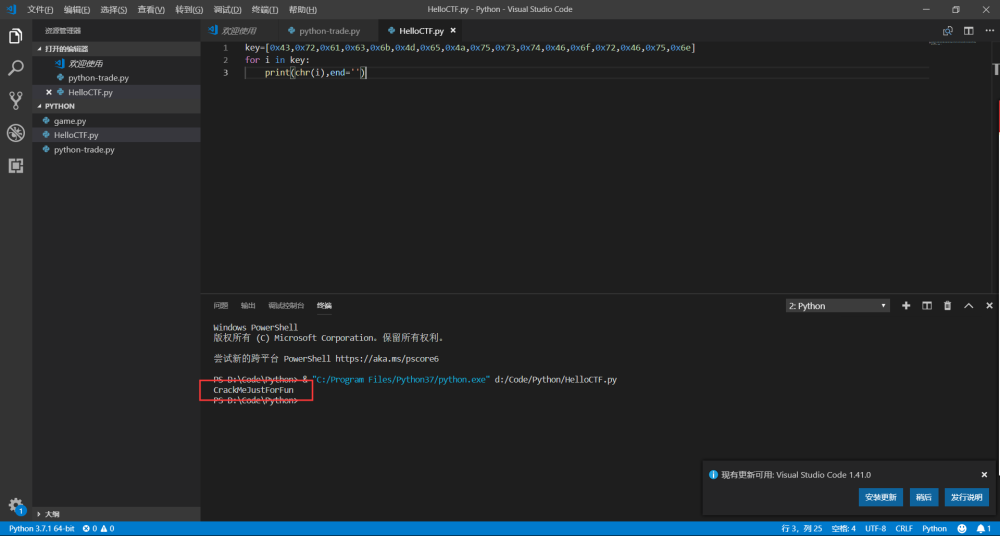 文件(F) 编辑(E) 选择(S) 查看(V) 转到(G) 调试(D) 终端(T) 帮助(H) HelloCTF.py - Python - Visual Studio Code
资源管理器
打开的编辑器
欢迎使用
python-trade.py
HelloCTF.py
PYTHON
game.py
HelloCTF.py
python-trade.py
大纲
欢迎使用 python-trade.py HelloCTF.py
1 key=[0x43,0x72,0x61,0x63,0x6b,0x4d,0x65,0x4a,0x75,0x73,0x74,0x46,0x6f,0x72,0x46,0x75,0x6e]
2 for i in key:
3 print(chr(i),end='')
问题 输出 调试控制台 终端 2: Python
Windows PowerShell
版权所有 (C) Microsoft Corporation。保留所有权利。
尝试新的跨平台 PowerShell https://aka.ms/pscore6
PS D:\Code\Python> & "C:/Program Files/Python37/python.exe" d:/Code/Python/HelloCTF.py
CrackMeJustForFun
PS D:\Code\Python>
现有更新可用: Visual Studio Code 1.41.0
安装更新 稍后 发行说明
1
Python 3.7.1 64-bit 0 0 行 3，列 25 空格: 4 UTF-8 CRLF Python 1